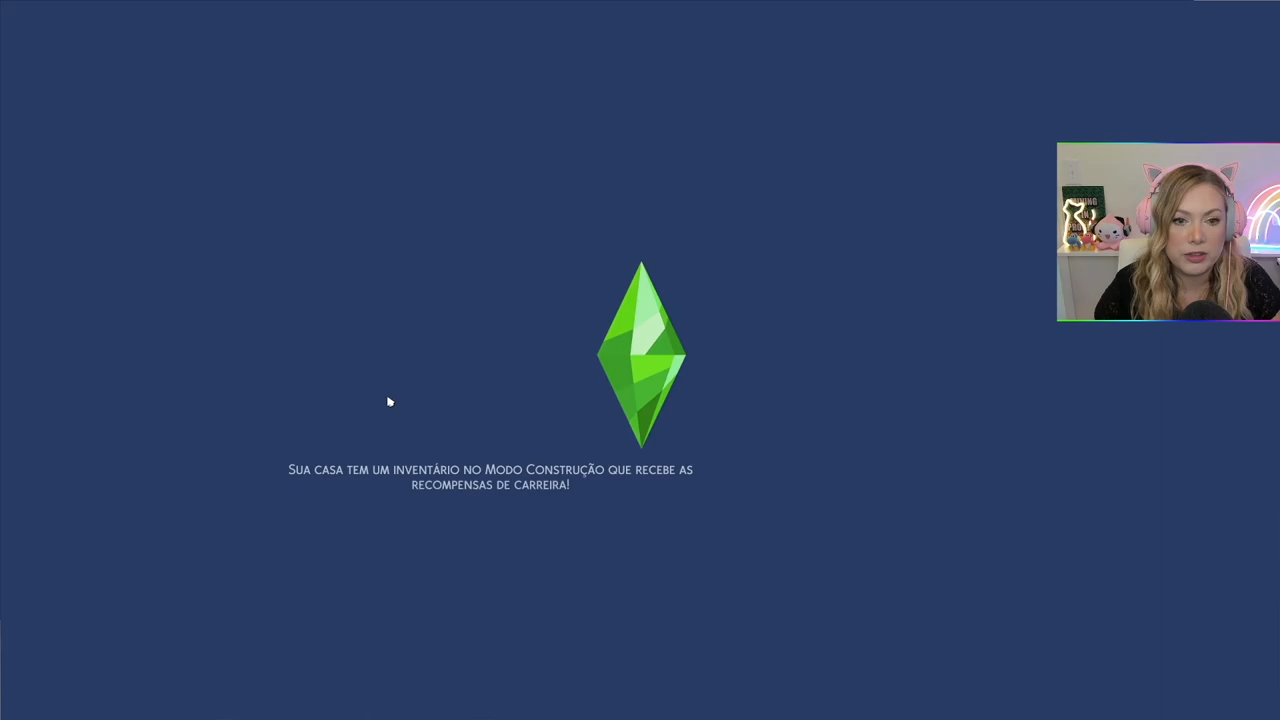 Sua casa tem um inventário no Modo Construção que recebe as
recompensas de carreira!